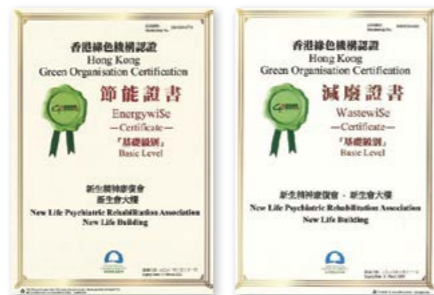 香港綠色機構認證
Hong Kong
Green Organisation Certification
節能證書
EnergywiSe
—Certificate—
「基礎級別」
Basic Level
新生精神康復會
新生會大樓
New Life Psychiatric Rehabilitation Association
New Life Building
香港綠色機構認證
Hong Kong
Green Organisation Certification
減廢證書
WastewiSe
—Certificate—
「基礎級別」
Basic Level
新生精神康復會 - 新生會大樓
New Life Psychiatric Rehabilitation Association
New Life Building